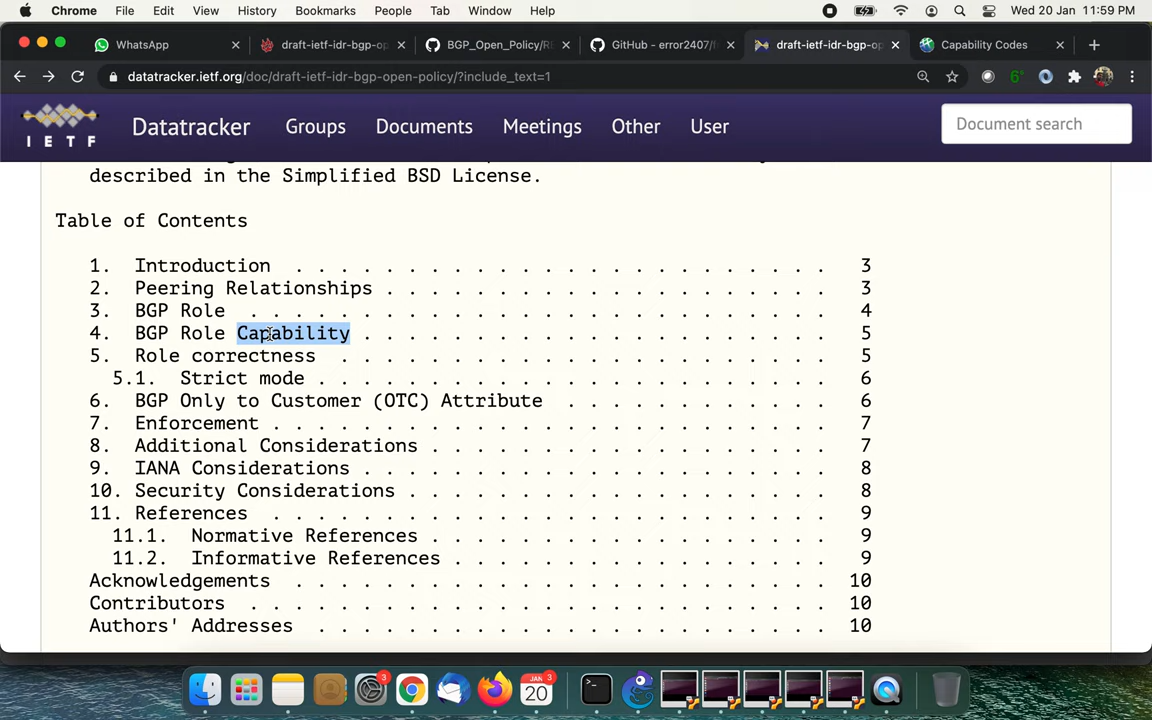 Chrome File Edit View History Bookmarks People Tab Window Help Wed 20 Jan 11:59 PM
WhatsApp draft-ietf-idr-bgp-op BGP_Open_Policy/RE GitHub - error2407/ draft-ietf-idr-bgp-op Capability Codes
datatracker.ietf.org/doc/draft-ietf-idr-bgp-open-policy/?include_text=1 6°
I E T F Datatracker Groups Documents Meetings Other User Document search
described in the Simplified BSD License.
Table of Contents
1. Introduction . . . . . . . . . . . . . . . . . . . . . . . . 3
2. Peering Relationships . . . . . . . . . . . . . . . . . . . . 3
3. BGP Role . . . . . . . . . . . . . . . . . . . . . . . . . . 4
4. BGP Role Capability . . . . . . . . . . . . . . . . . . . . . 5
5. Role correctness . . . . . . . . . . . . . . . . . . . . . . 5
5.1. Strict mode . . . . . . . . . . . . . . . . . . . . . . . 6
6. BGP Only to Customer (OTC) Attribute . . . . . . . . . . . . 6
7. Enforcement . . . . . . . . . . . . . . . . . . . . . . . . . 7
8. Additional Considerations . . . . . . . . . . . . . . . . . . 7
9. IANA Considerations . . . . . . . . . . . . . . . . . . . . . 8
10. Security Considerations . . . . . . . . . . . . . . . . . . . 8
11. References . . . . . . . . . . . . . . . . . . . . . . . . . 9
11.1. Normative References . . . . . . . . . . . . . . . . . . 9
11.2. Informative References . . . . . . . . . . . . . . . . . 9
Acknowledgements . . . . . . . . . . . . . . . . . . . . . . . . 10
Contributors . . . . . . . . . . . . . . . . . . . . . . . . . . 10
Authors' Addresses . . . . . . . . . . . . . . . . . . . . . . . 10
3 3
JAN
20